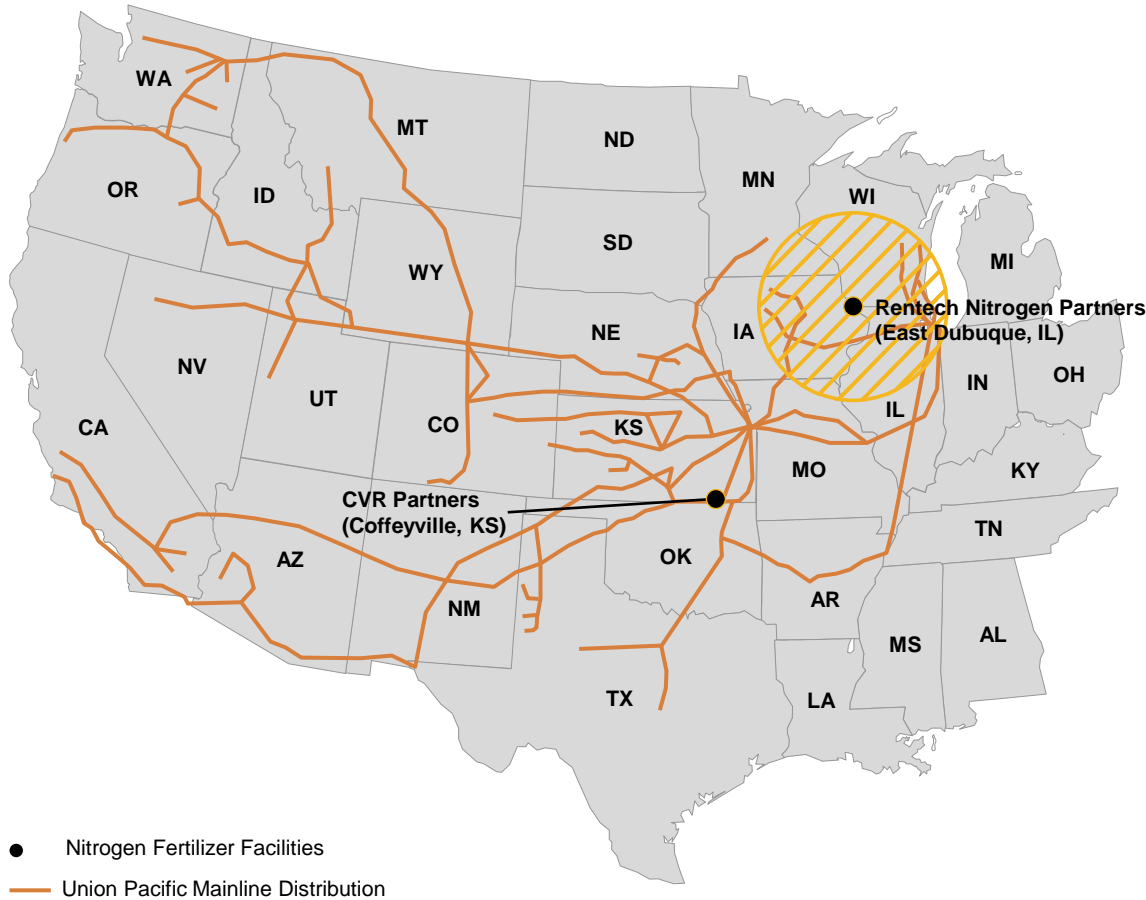 WA
MT
ND
MN
OR
ID
WI
SD
MI
WY
Rentech Nitrogen Partners
(East Dubuque, IL)
NE
IA
NV
IN
OH
UT
CO
IL
CA
KS
MO
KY
CVR Partners
(Coffeyville, KS)
TN
AZ
OK
NM
AR
MS
AL
TX
LA
Nitrogen Fertilizer Facilities
Union Pacific Mainline Distribution